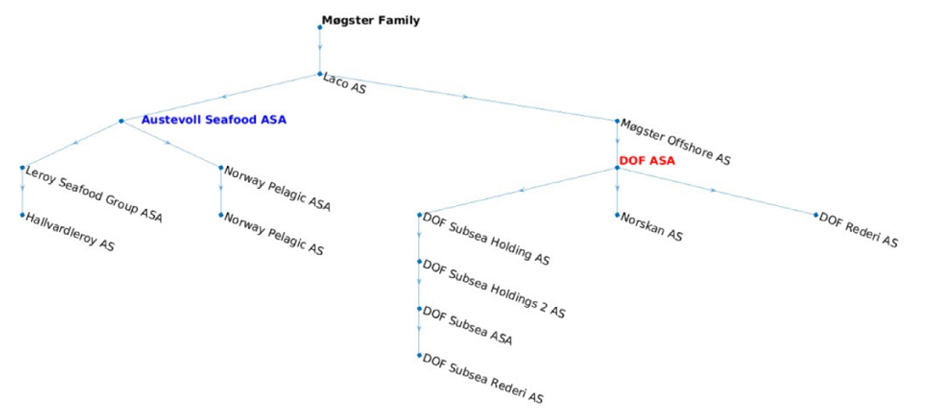 Møgster Family
Laco AS
Austevoll Seafood ASA
Møgster Offshore AS
DOF ASA
Leroy Seafood Group ASA
Norway Pelagic ASA
Hallvardleroy AS
Norway Pelagic AS
DOF Subsea Holding AS
Norskan AS
DOF Rederi AS
DOF Subsea Holdings 2 AS
DOF Subsea ASA
DOF Subsea Rederi AS